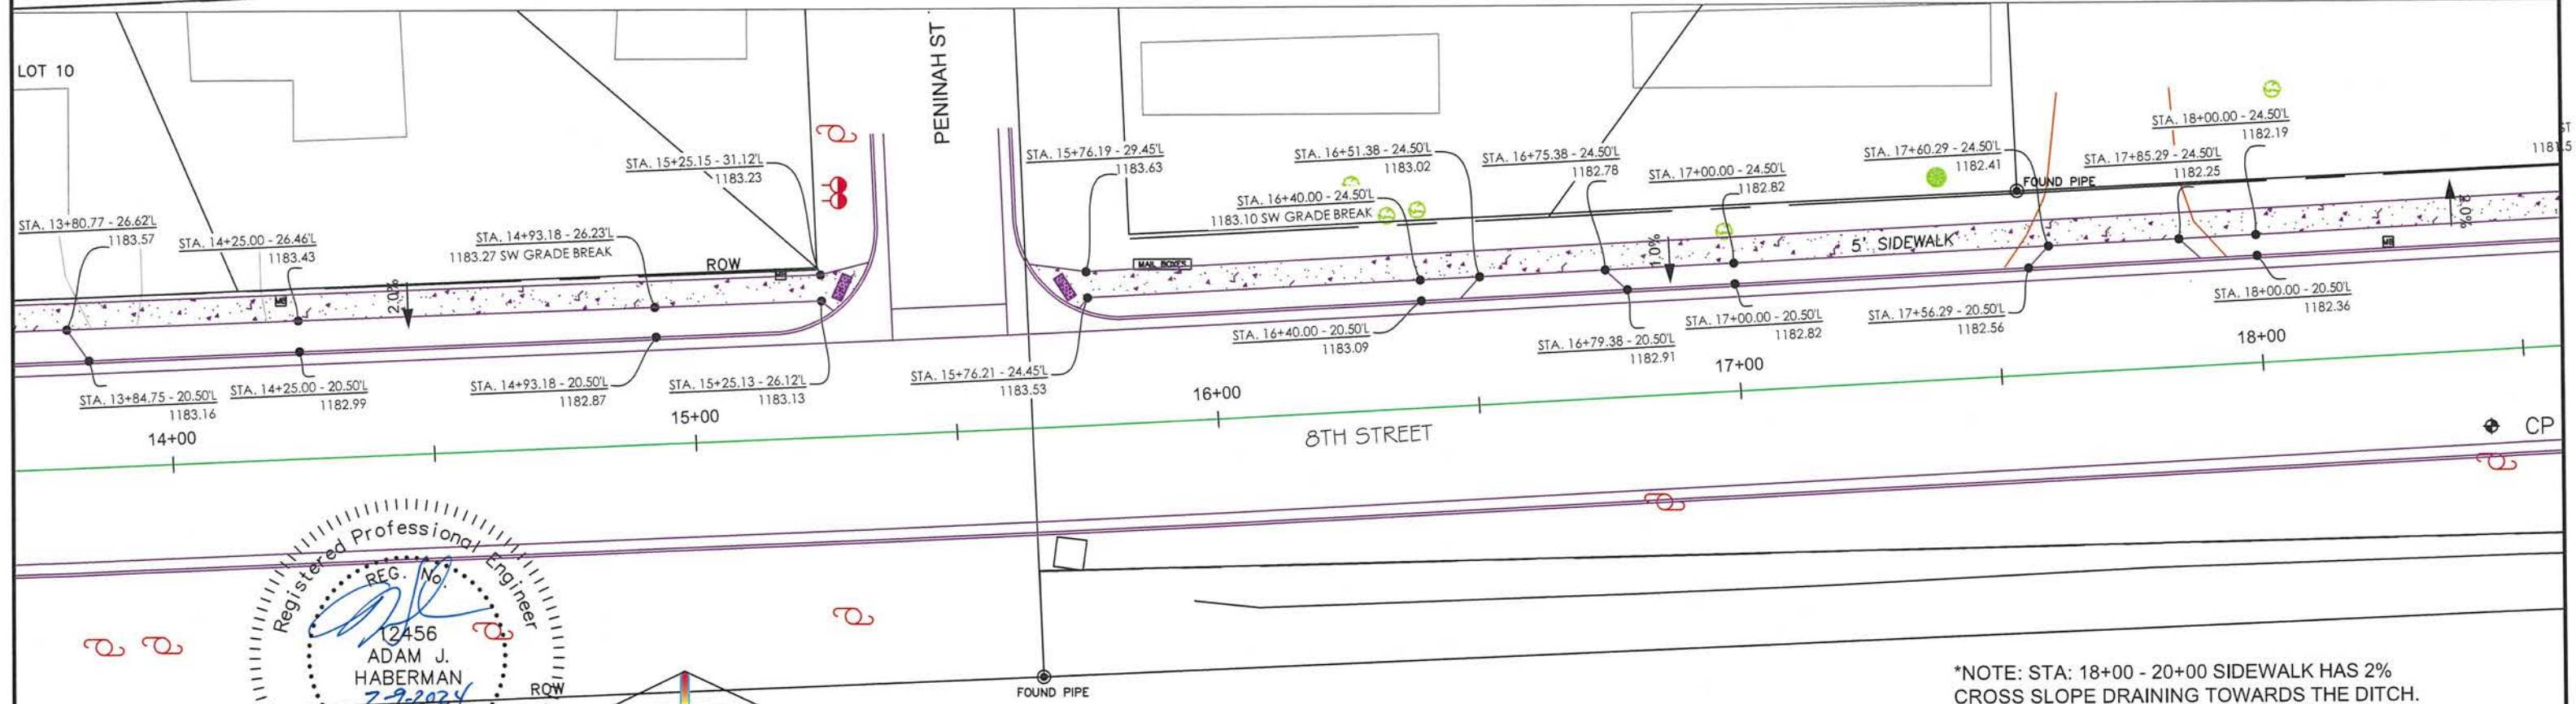 LOT 10
PENINAH ST
STA. 13+80.77 - 26.62'L
1183.57
STA. 14+25.00 - 26.46'L
1183.43
STA. 14+93.18 - 26.23'L
1183.27 SW GRADE BREAK
STA. 15+25.15 - 31.12'L
1183.23
STA. 15+76.19 - 29.45'L
1183.63
STA. 16+51.38 - 24.50'L
1183.02
STA. 16+40.00 - 24.50'L
1183.10 SW GRADE BREAK
STA. 16+75.38 - 24.50'L
1182.78
STA. 17+00.00 - 24.50'L
1182.82
STA. 17+60.29 - 24.50'L
1182.41
STA. 17+85.29 - 24.50'L
1182.25
STA. 18+00.00 - 24.50'L
1182.19
FOUND PIPE
ROW
MB
MB
MAIL BOXES
2.0%
1.0%
5' SIDEWALK
MB
2.0%
STA. 13+84.75 - 20.50'L
1183.16
STA. 14+25.00 - 20.50'L
1182.99
STA. 14+93.18 - 20.50'L
1182.87
STA. 15+25.13 - 26.12'L
1183.13
STA. 15+76.21 - 24.45'L
1183.53
STA. 16+40.00 - 20.50'L
1183.09
STA. 16+79.38 - 20.50'L
1182.91
STA. 17+00.00 - 20.50'L
1182.82
STA. 17+56.29 - 20.50'L
1182.56
STA. 18+00.00 - 20.50'L
1182.36
14+00
15+00
16+00
17+00
18+00
8TH STREET
CP
Registered Professional Engineer
REG. No.
12456
ADAM J.
HABERMAN
ROW
FOUND PIPE
*NOTE: STA: 18+00 - 20+00 SIDEWALK HAS 2%
CROSS SLOPE DRAINING TOWARDS THE DITCH.